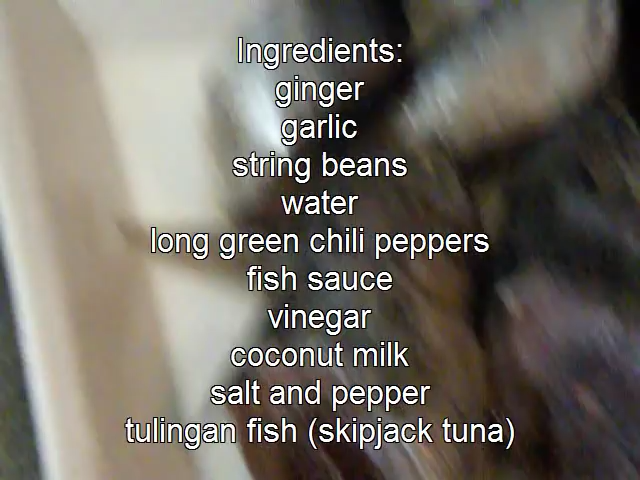 Ingredients:
ginger
garlic
string beans
water
long green chili peppers
fish sauce
vinegar
coconut milk
salt and pepper
tulingan fish (skipjack tuna)